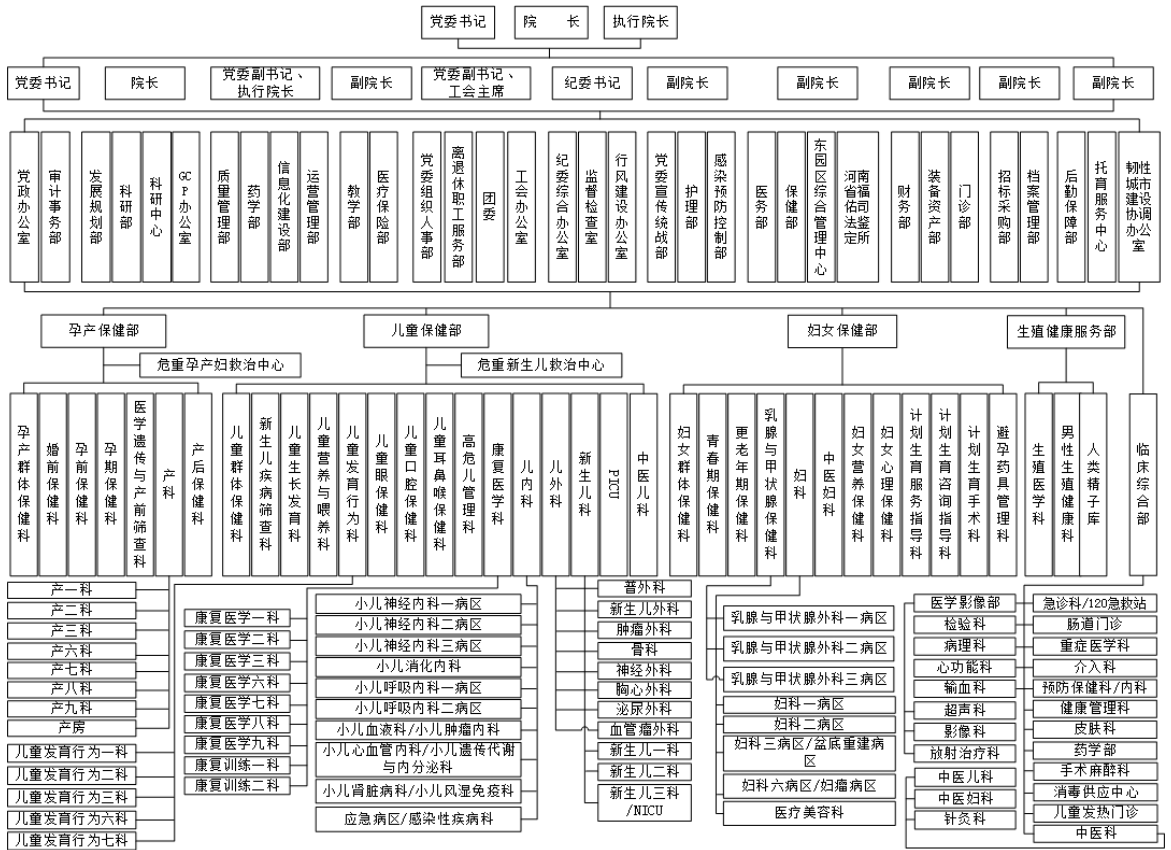 党委书记
院 长
执行院长
党委书记
院长
党委副书记、
执行院长
副院长
党委副书记、
工会主席
纪委书记
副院长
副院长
副院长
副院长
副院长
党政办公室
审计事务部
发展规划部
科研部
科研中心
GCP办公室
质量管理部
药学部
信息化建设部
运营管理部
教学部
医疗保险部
党委组织人事部
离退休职工服务部
团委
工会办公室
纪委综合办公室
监督检查室
行风建设办公室
党委宣传统战部
护理部
感染预防控制部
医务部
保健部
东园区综合管理中心
河南省福佑司法鉴定所
财务部
装备资产部
门诊部
招标采购部
档案管理部
后勤保障部
托育服务中心
韧性城市建设协调办公室
孕产保健部
儿童保健部
妇女保健部
生殖健康服务部
危重孕产妇救治中心
危重新生儿救治中心
孕产群体保健科
婚前保健科
孕前保健科
孕期保健科
医学遗传与产前筛查科
产科
产后保健科
儿童群体保健科
新生儿疾病筛查科
儿童生长发育科
儿童营养与喂养科
儿童发育行为科
儿童眼保健科
儿童口腔保健科
儿童耳鼻喉保健科
高危儿管理科
康复医学科
儿内科
儿外科
新生儿科
PICU
中医儿科
妇女群体保健科
青春期保健科
更老年期保健科
乳腺与甲状腺保健科
妇科
中医妇科
妇女营养保健科
妇女心理保健科
计划生育服务指导科
计划生育咨询指导科
计划生育手术科
避孕药具管理科
生殖医学科
男性生殖健康科
人类精子库
临床综合部
产一科
产二科
产三科
产六科
产七科
产八科
产九科
产房
儿童发育行为一科
儿童发育行为二科
儿童发育行为三科
儿童发育行为六科
儿童发育行为七科
康复医学一科
康复医学二科
康复医学三科
康复医学六科
康复医学七科
康复医学八科
康复医学九科
康复训练一科
康复训练二科
小儿神经内科一病区
小儿神经内科二病区
小儿神经内科三病区
小儿消化内科
小儿呼吸内科一病区
小儿呼吸内科二病区
小儿血液科/小儿肿瘤内科
小儿心血管内科/小儿遗传代谢
与内分泌科
小儿肾脏病科/小儿风湿免疫科
应急病区/感染性疾病科
普外科
新生儿外科
肿瘤外科
骨科
神经外科
胸心外科
泌尿外科
血管瘤外科
新生儿一科
新生儿二科
新生儿三科
/NICU
乳腺与甲状腺外科一病区
乳腺与甲状腺外科二病区
乳腺与甲状腺外科三病区
妇科一病区
妇科二病区
妇科三病区/盆底重建病
区
妇科六病区/妇瘤病区
医疗美容科
医学影像部
检验科
病理科
心功能科
输血科
超声科
影像科
放射治疗科
中医儿科
中医妇科
针灸科
急诊科/120急救站
肠道门诊
重症医学科
介入科
预防保健科/内科
健康管理科
皮肤科
药学部
手术麻醉科
消毒供应中心
儿童发热门诊
中医科